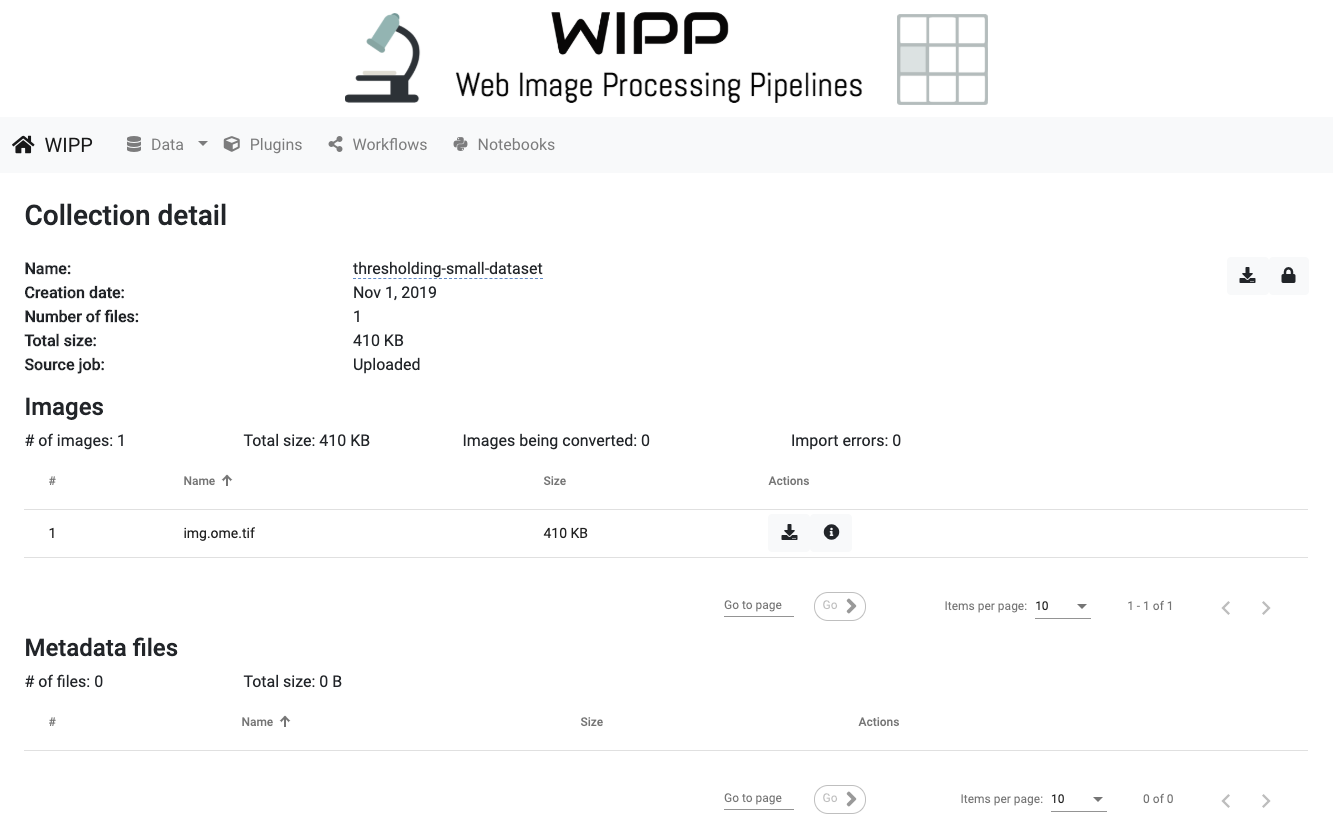 WIPP
Web Image Processing Pipelines
WIPP Data Plugins Workflows Notebooks
Collection detail
Name: thresholding-small-dataset
Creation date: Nov 1, 2019
Number of files: 1
Total size: 410 KB
Source job: Uploaded
Images
# of images: 1 Total size: 410 KB Images being converted: 0 Import errors: 0
# Name Size Actions
1 img.ome.tif 410 KB
Go to page Go Items per page: 10 1 - 1 of 1
Metadata files
# of files: 0 Total size: 0 B
# Name Size Actions
Go to page Go Items per page: 10 0 of 0